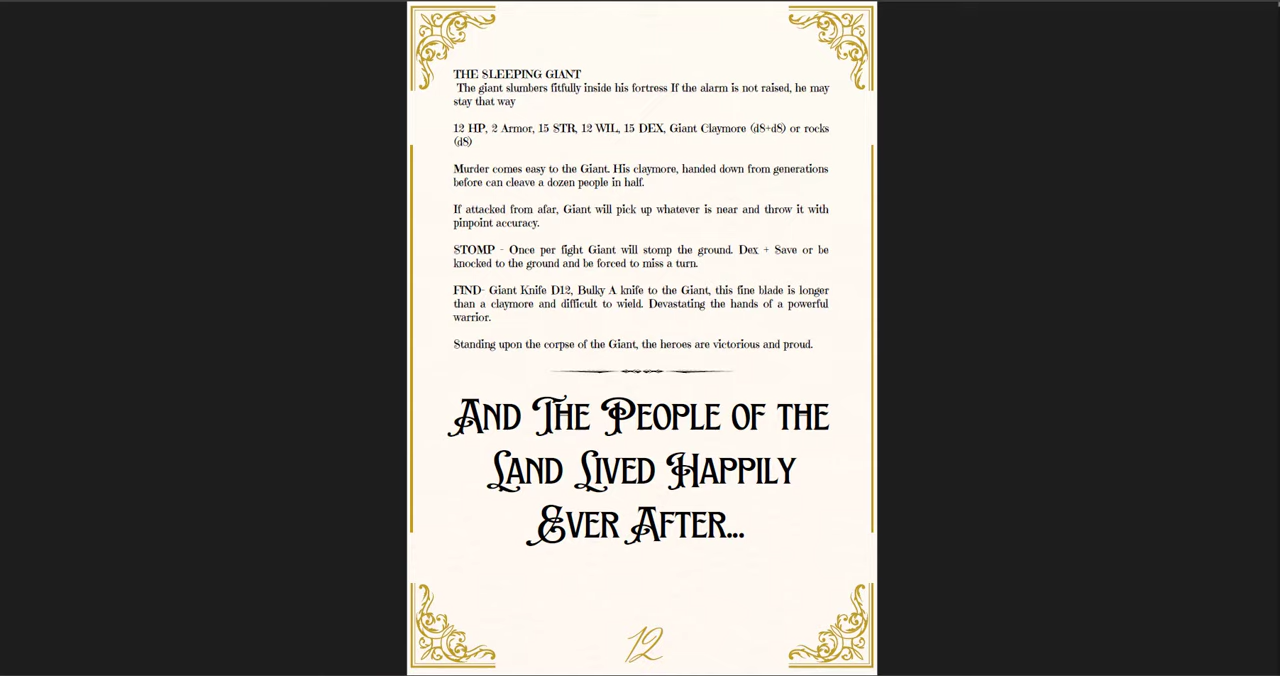 THE SLEEPING GIANT
The giant slumbers fitfully inside his fortress If the alarm is not raised, he may
stay that way
12 HP, 2 Armor, 15 STR, 12 WIL, 15 DEX, Giant Claymore (d8+d8) or rocks
(d8)
Murder comes easy to the Giant. His claymore, handed down from generations
before can cleave a dozen people in half.
If attacked from afar, Giant will pick up whatever is near and throw it with
pinpoint accuracy.
STOMP - Once per fight Giant will stomp the ground. Dex + Save or be
knocked to the ground and be forced to miss a turn.
FIND- Giant Knife D12, Bulky A knife to the Giant, this fine blade is longer
than a claymore and difficult to wield. Devastating the hands of a powerful
warrior.
Standing upon the corpse of the Giant, the heroes are victorious and proud.
And The People of the
Land Lived Happily
Ever After...
12